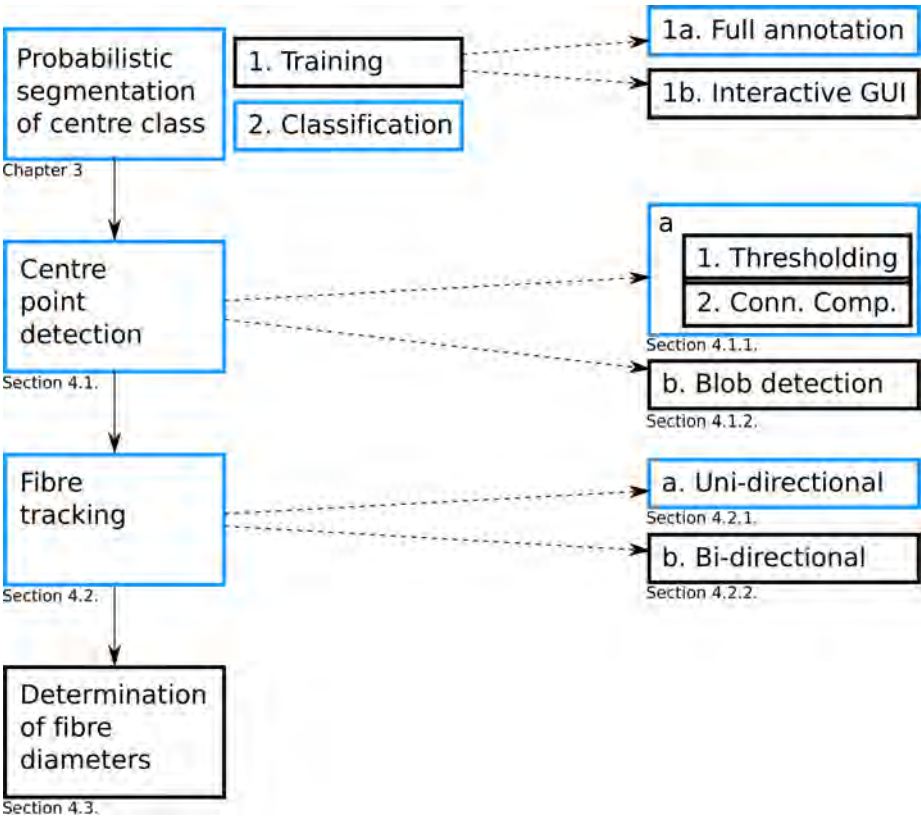 Probabilistic
segmentation
of centre class
Chapter 3
1. Training
2. Classification
1a. Full annotation
1b. Interactive GUI
Centre
point
detection
Section 4.1.
a
1. Thresholding
2. Conn. Comp.
Section 4.1.1.
b. Blob detection
Section 4.1.2.
Fibre
tracking
Section 4.2.
a. Uni-directional
Section 4.2.1.
b. Bi-directional
Section 4.2.2.
Determination
of fibre
diameters
Section 4.3.